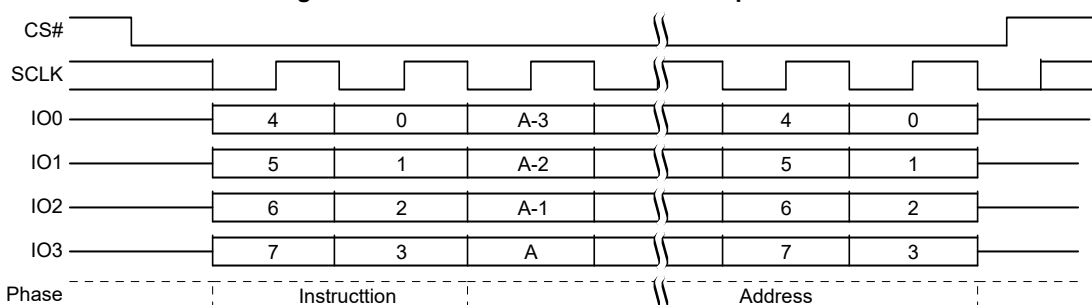 CS#
SCLK
IO0 4 0 A-3 4 0
IO1 5 1 A-2 5 1
IO2 6 2 A-1 6 2
IO3 7 3 A 7 3
Phase Instructtion Address